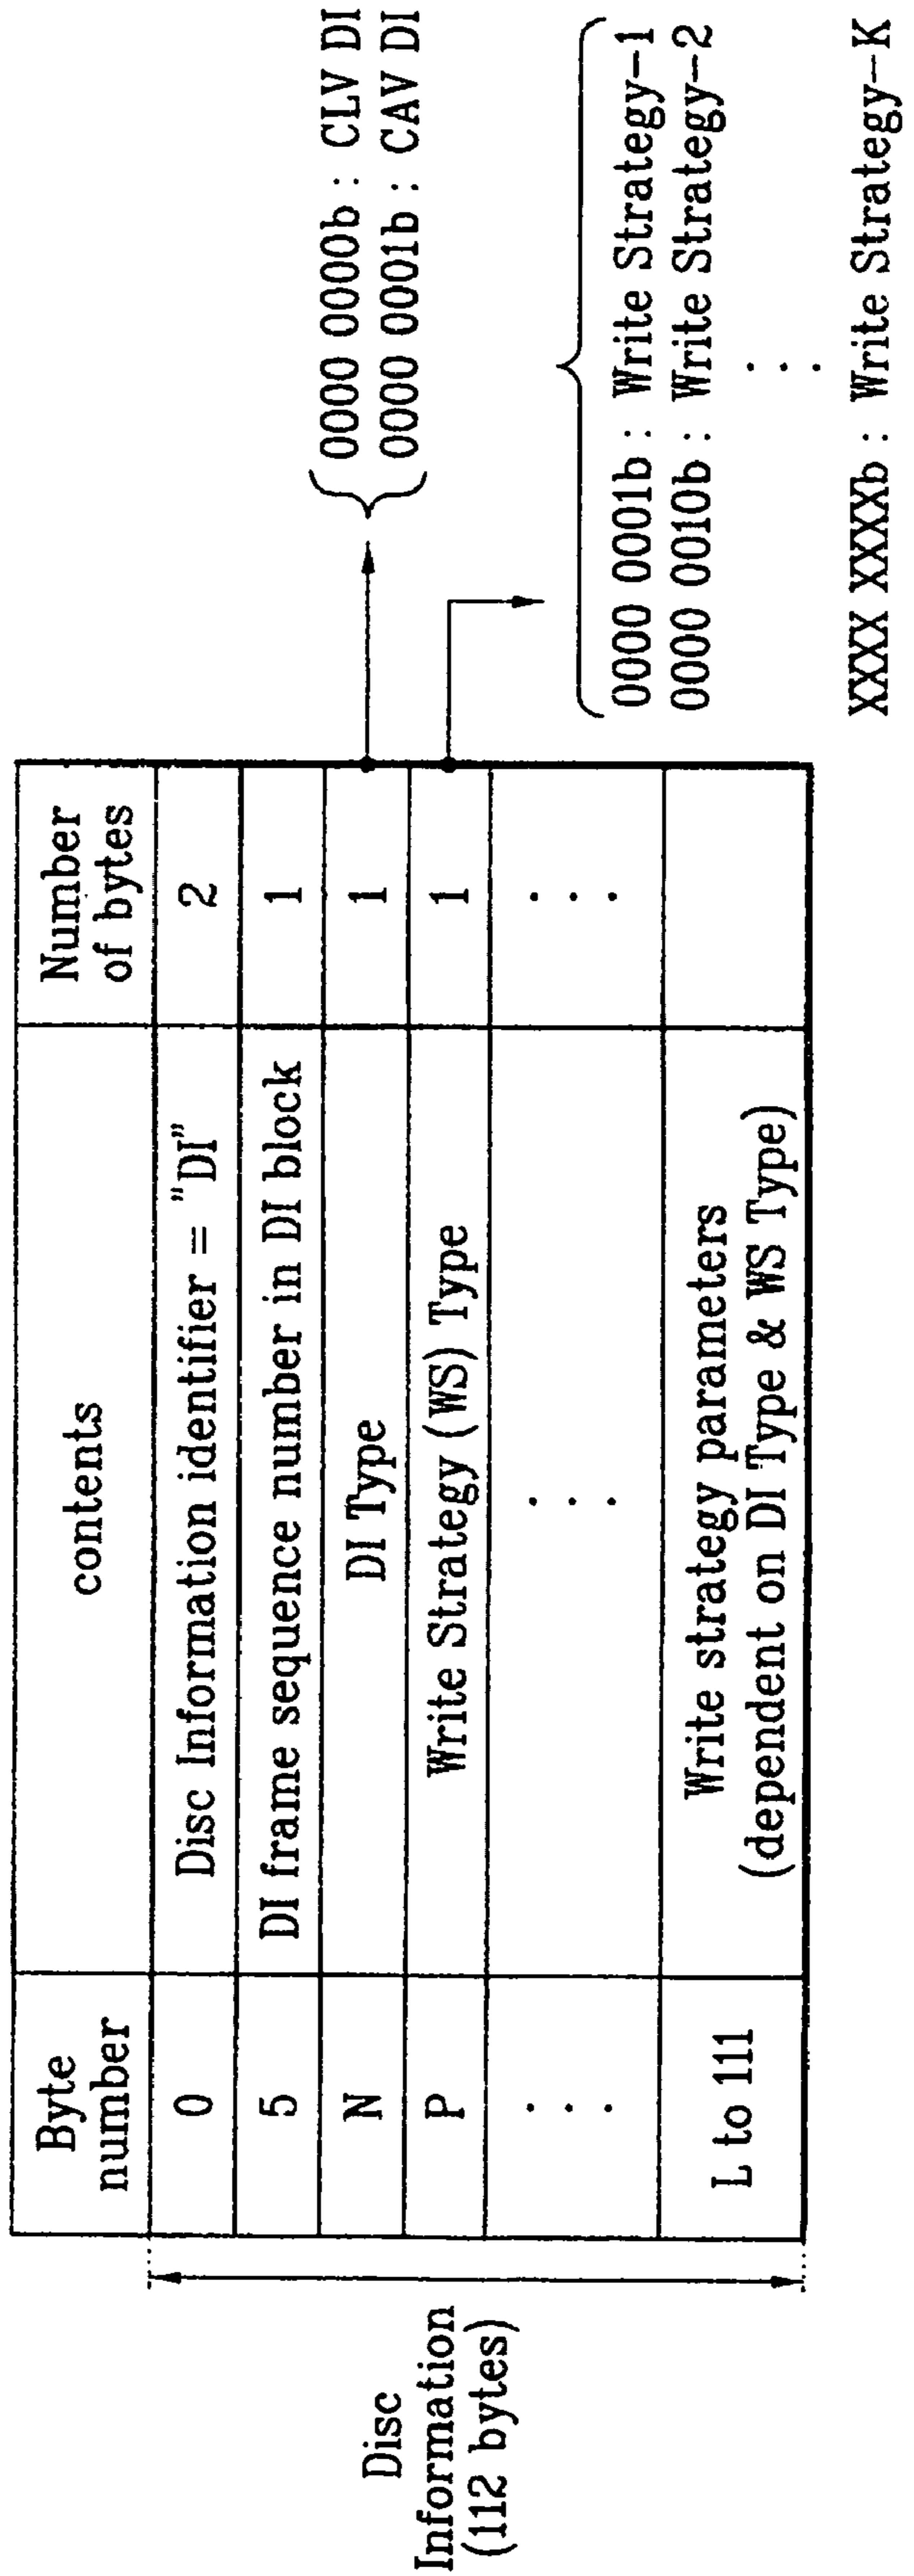 Disc
Information
(112 bytes)
Byte
number
contents
Number
of bytes
0
Disc Information identifier = "DI"
2
5
DI frame sequence number in DI block
1
N
DI Type
1
P
Write Strategy (WS) Type
1
. . .
. . .
. . .
L to 111
Write strategy parameters
(dependent on DI Type & WS Type)
0000 0000b : CLV DI
0000 0001b : CAV DI
0000 0001b : Write Strategy-1
0000 0010b : Write Strategy-2
. . .
XXXX XXXXb : Write Strategy-K